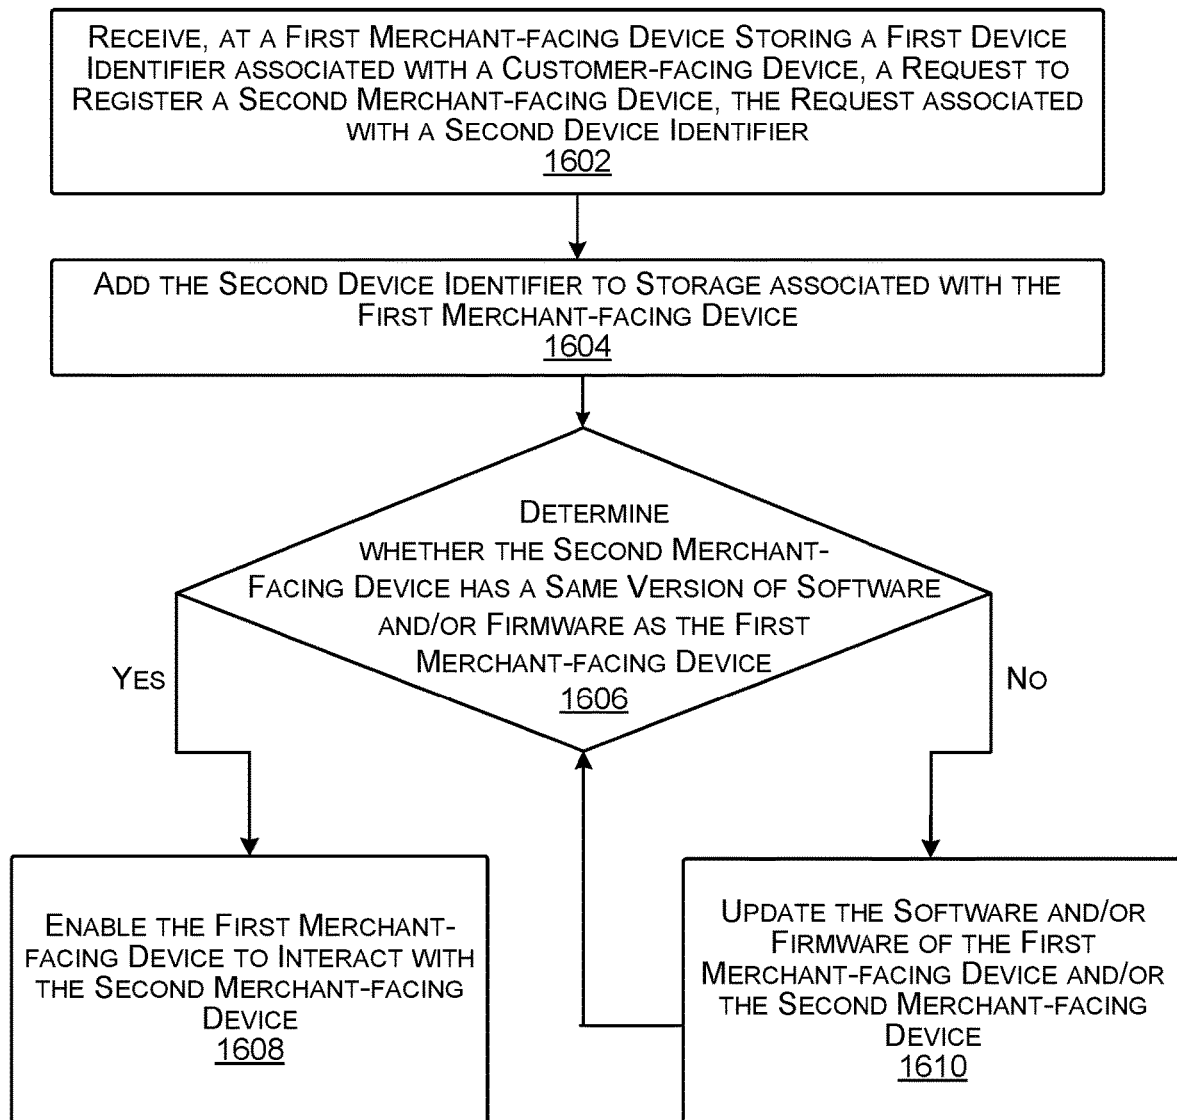 RECEIVE, AT A FIRST MERCHANT-FACING DEVICE STORING A FIRST DEVICE
IDENTIFIER ASSOCIATED WITH A CUSTOMER-FACING DEVICE, A REQUEST TO
REGISTER A SECOND MERCHANT-FACING DEVICE, THE REQUEST ASSOCIATED
WITH A SECOND DEVICE IDENTIFIER
1602
ADD THE SECOND DEVICE IDENTIFIER TO STORAGE ASSOCIATED WITH THE
FIRST MERCHANT-FACING DEVICE
1604
DETERMINE
WHETHER THE SECOND MERCHANT-
FACING DEVICE HAS A SAME VERSION OF SOFTWARE
AND/OR FIRMWARE AS THE FIRST
MERCHANT-FACING DEVICE
1606
YES
NO
ENABLE THE FIRST MERCHANT-
FACING DEVICE TO INTERACT WITH
THE SECOND MERCHANT-FACING
DEVICE
1608
UPDATE THE SOFTWARE AND/OR
FIRMWARE OF THE FIRST
MERCHANT-FACING DEVICE AND/OR
THE SECOND MERCHANT-FACING
DEVICE
1610